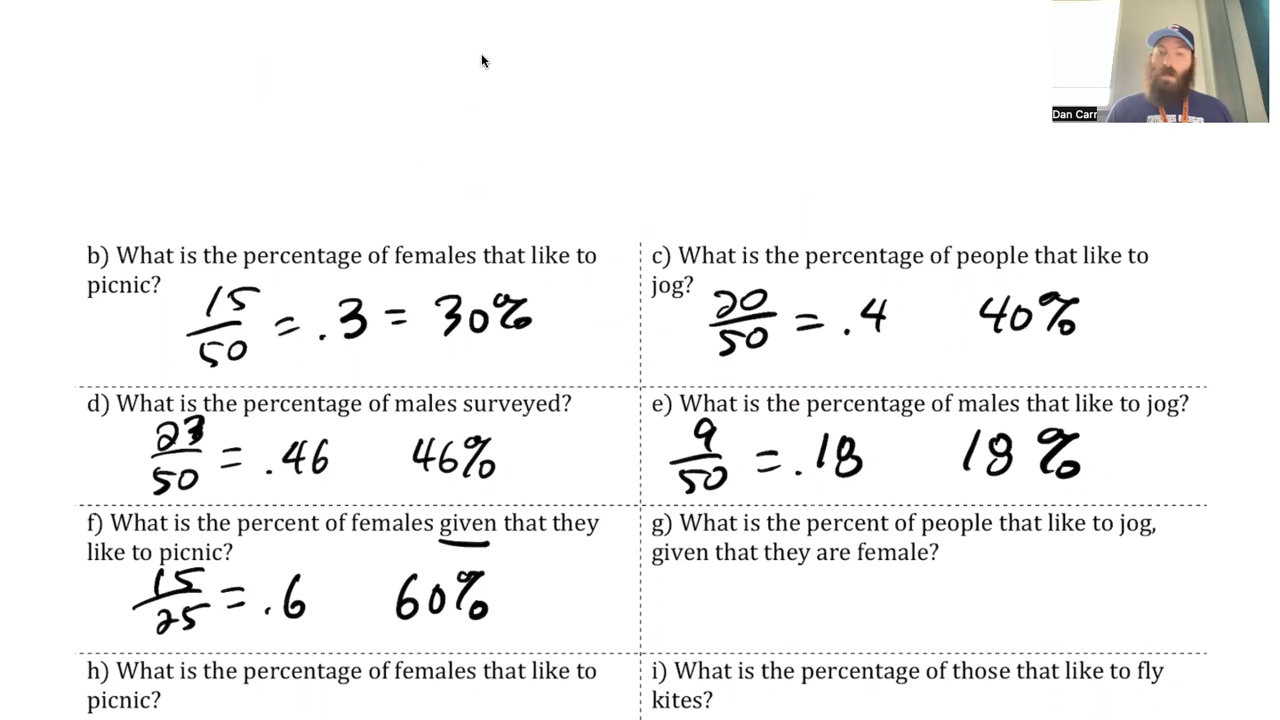 Dan Carr
b) What is the percentage of females that like to
picnic?
15/50 = .3 = 30%
c) What is the percentage of people that like to
jog?
20/50 = .4 40%
d) What is the percentage of males surveyed?
23/50 = .46 46%
e) What is the percentage of males that like to jog?
9/50 = .18 18%
f) What is the percent of females given that they
like to picnic?
15/25 = .6 60%
g) What is the percent of people that like to jog,
given that they are female?
h) What is the percentage of females that like to
picnic?
i) What is the percentage of those that like to fly
kites?